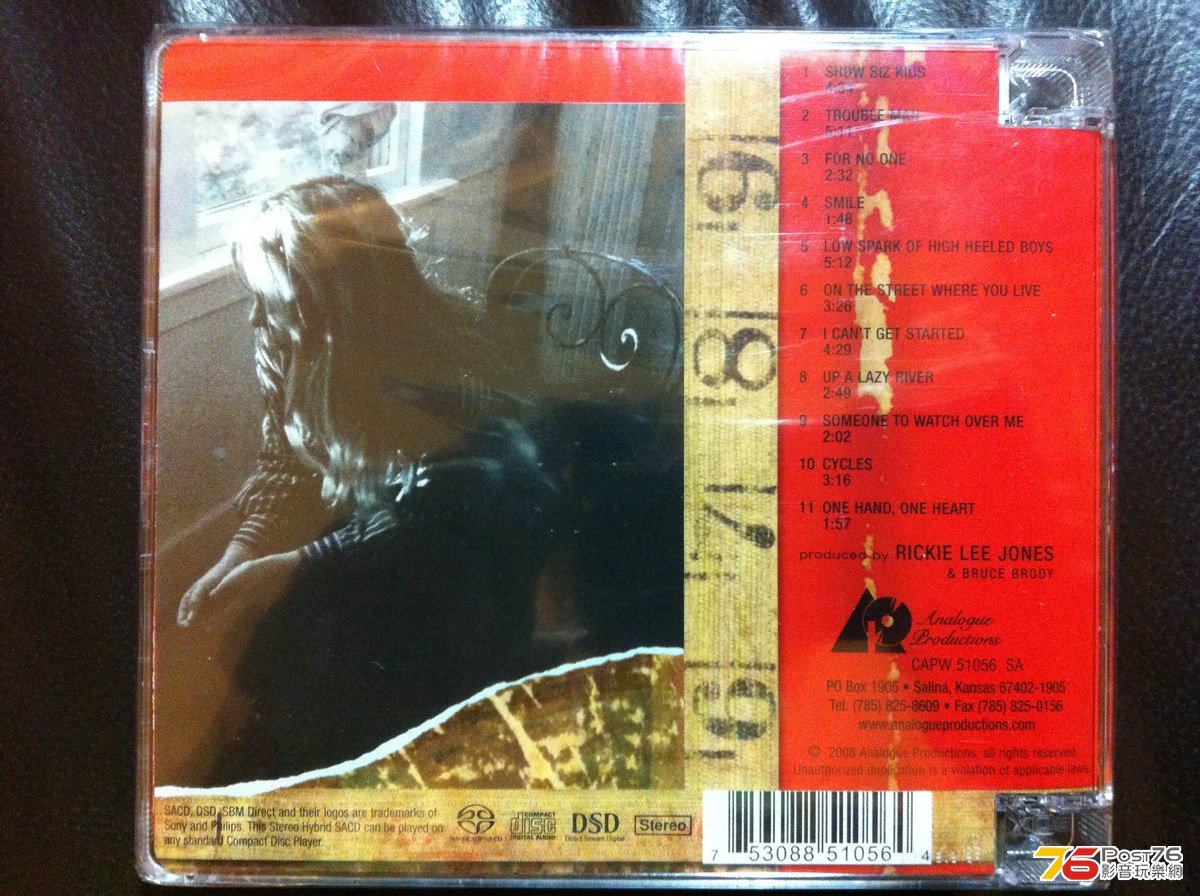 1 SHOW BIZ KIDS
2 TROUBLE MAN
5:11
3 FOR NO ONE
2:32
4 SMILE
1:48
5 LOW SPARK OF HIGH HEELED BOYS
5:12
6 ON THE STREET WHERE YOU LIVE
3:26
7 I CAN'T GET STARTED
4:29
8 UP A LAZY RIVER
2:49
9 SOMEONE TO WATCH OVER ME
2:02
10 CYCLES
3:16
11 ONE HAND, ONE HEART
1:57
produced by RICKIE LEE JONES
& BRUCE BRODY
Analogue
Productions
CAPW 51056 SA
PO Box 1905 • Salina, Kansas 67402-1905
Tel. (785) 825-8609 • Fax (785) 825-0156
www.analogueproductions.com
© 2008 Analogue Productions, all rights reserved.
Unauthorized duplication is a violation of applicable laws.
SACD, DSD, SBM Direct and their logos are trademarks of
Sony and Philips. This Stereo Hybrid SACD can be played on
any standard Compact Disc Player.
SUPER AUDIO CD
COMPACT
disc
DIGITAL AUDIO
DSD
Direct Stream Digital
Stereo
7 53088 51056 4
19
18
17
16
76 Post76
影音玩樂網